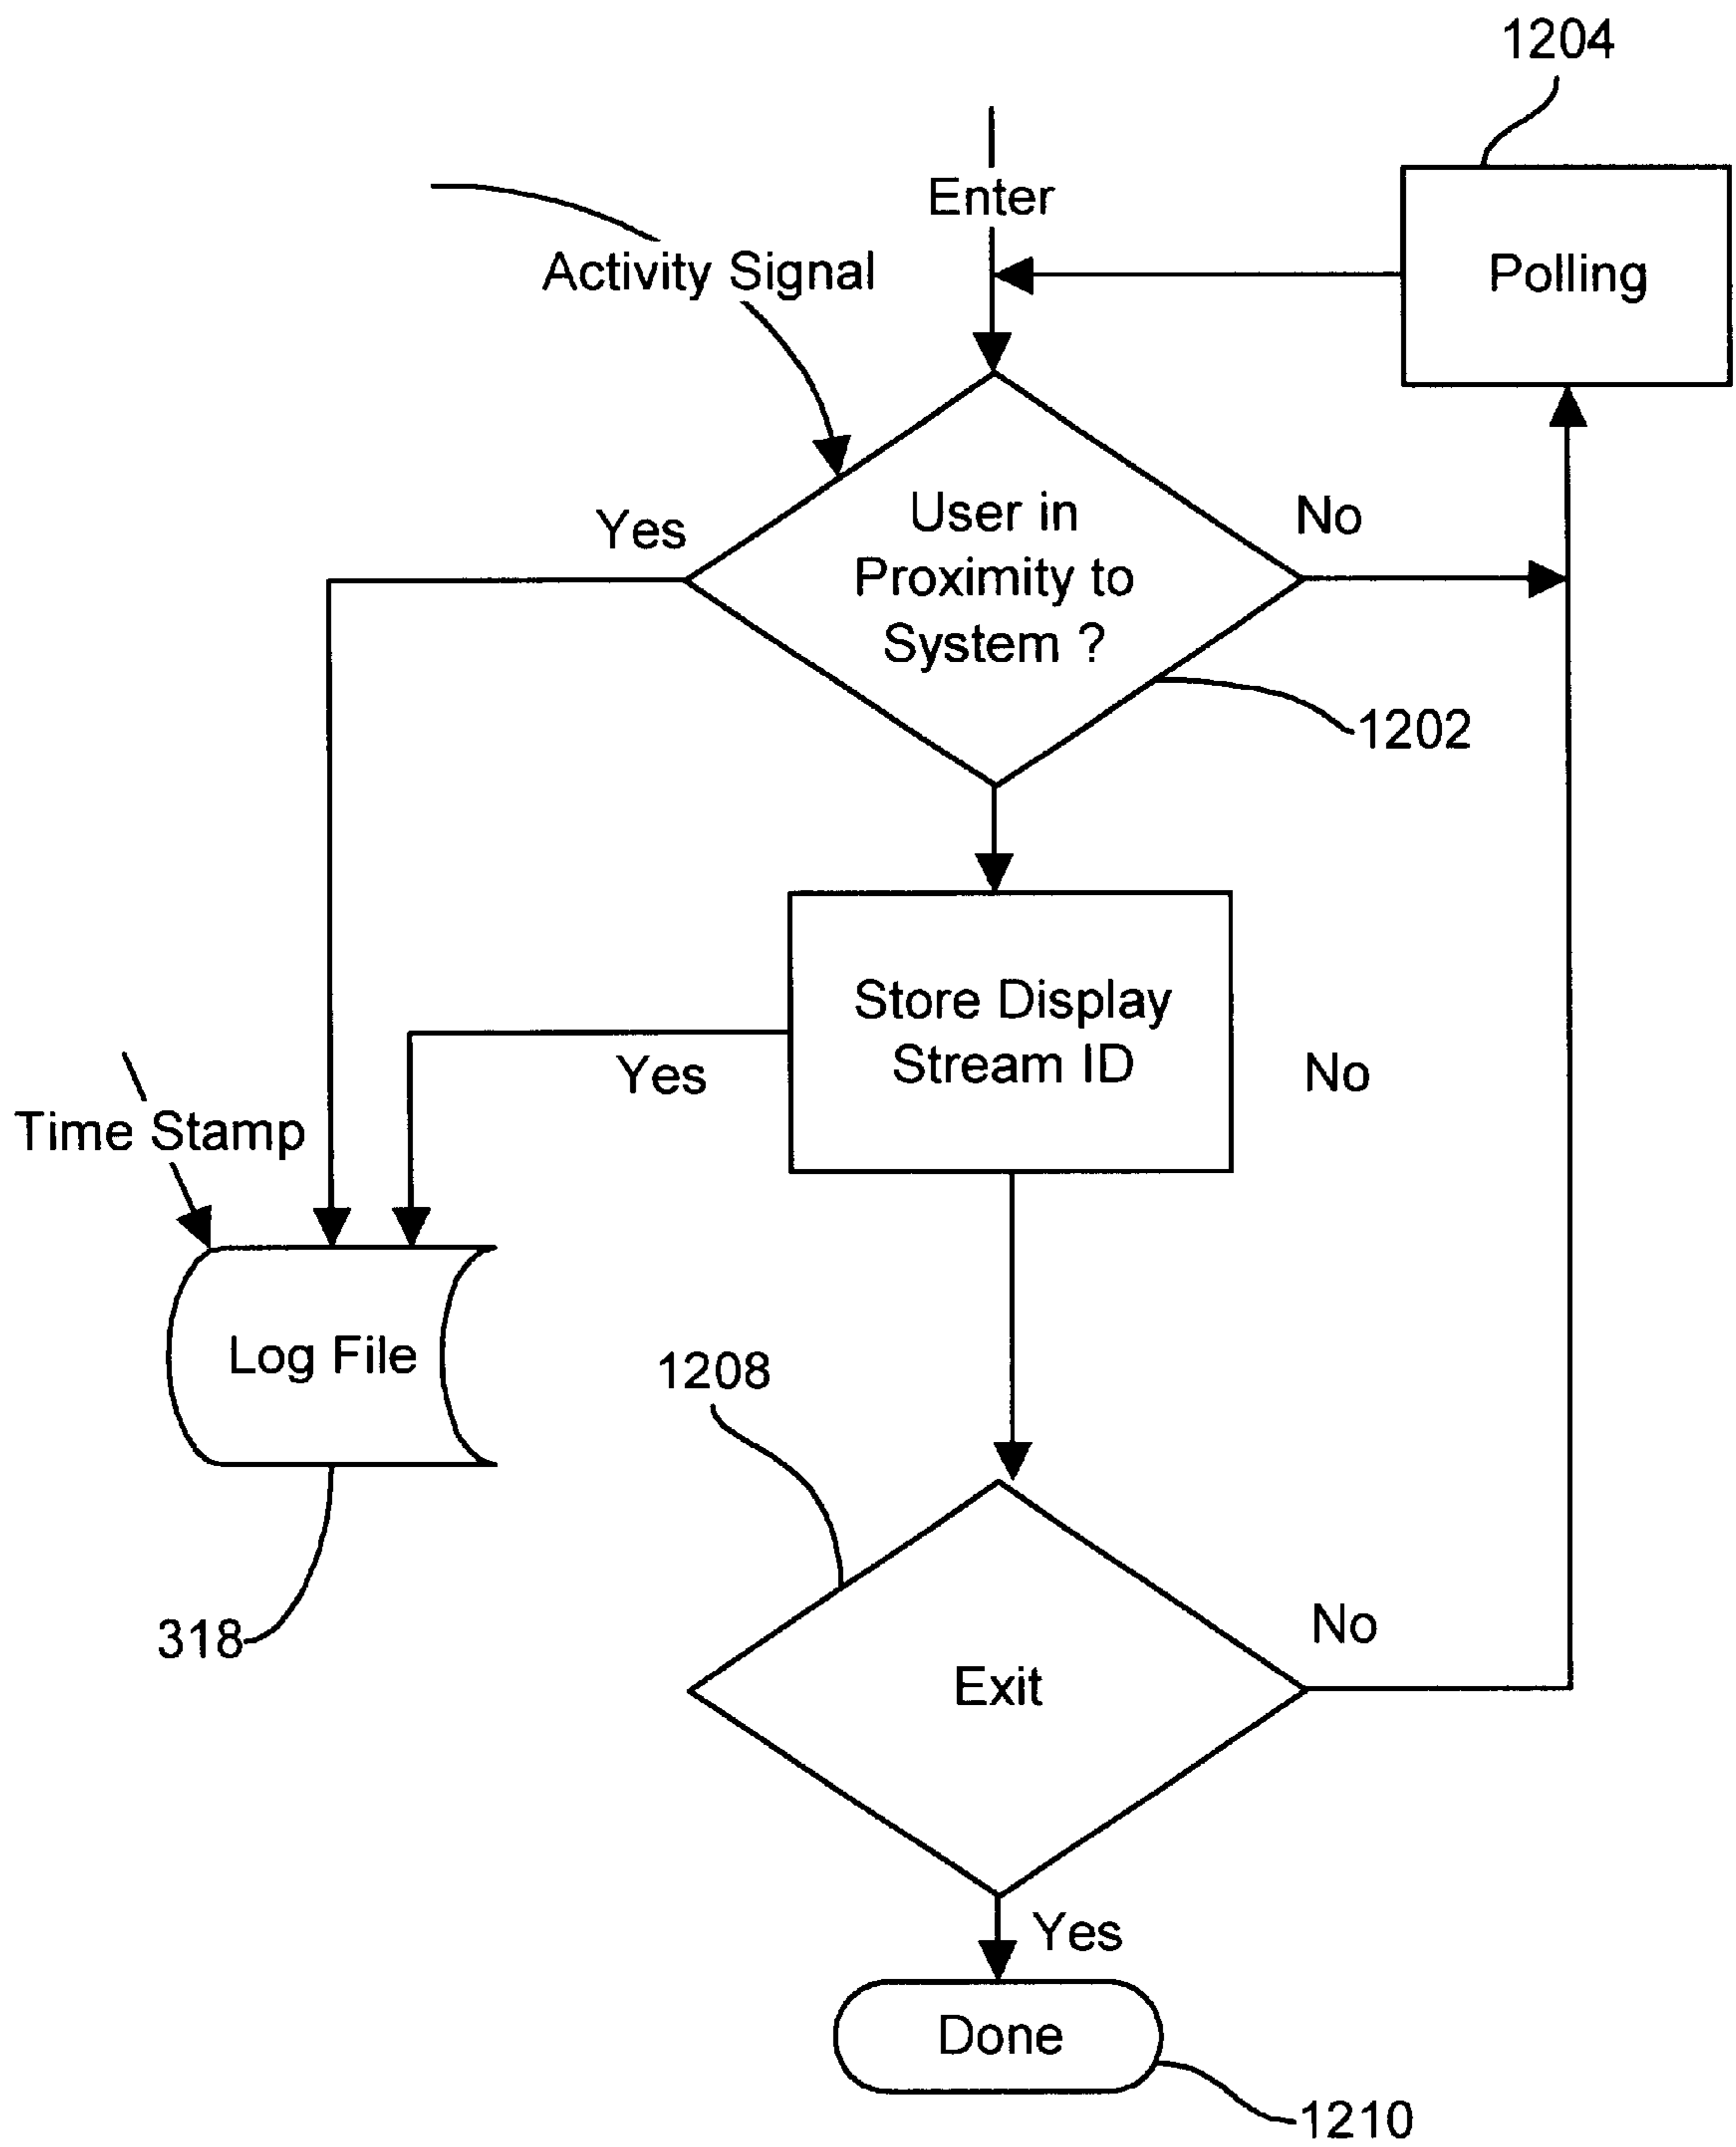 1204
Enter
Activity Signal
Polling
Yes
User in
Proximity to
System ?
No
1202
Store Display
Stream ID
Yes
No
Time Stamp
Log File
1208
318
No
Exit
Yes
Done
1210